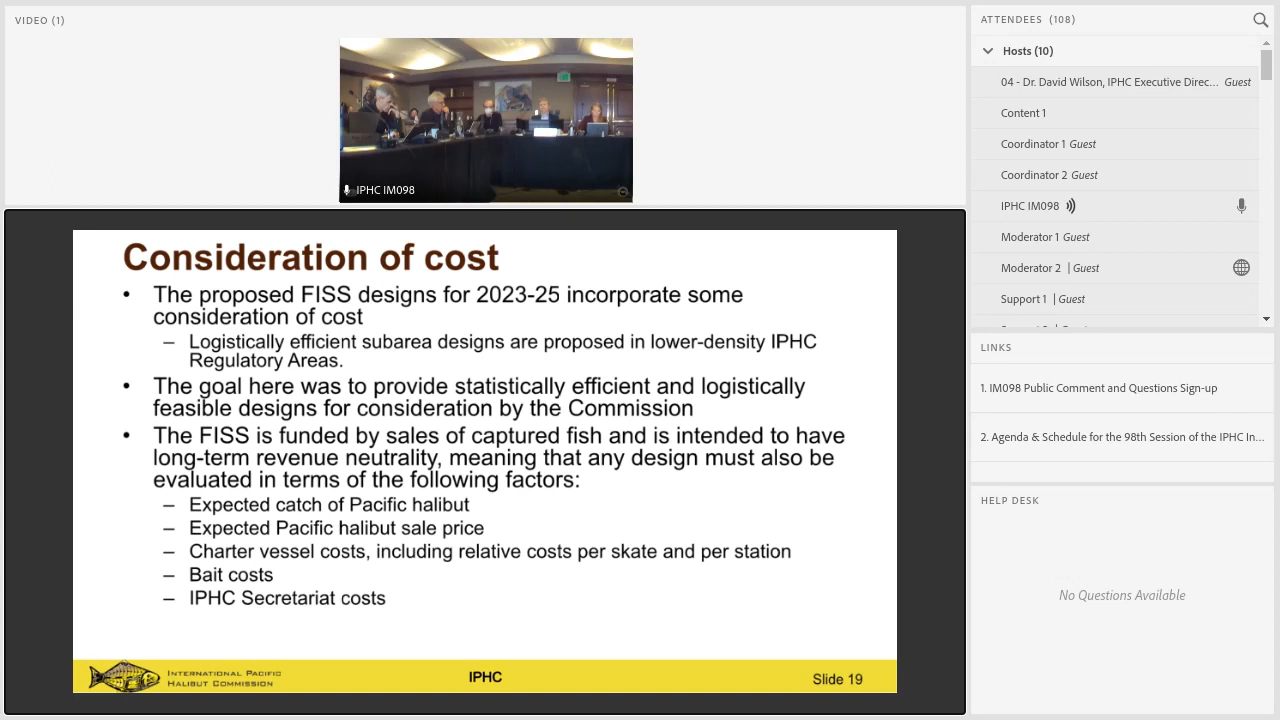 VIDEO (1)
IPHC IM098
Consideration of cost
• The proposed FISS designs for 2023-25 incorporate some
consideration of cost
– Logistically efficient subarea designs are proposed in lower-density IPHC
Regulatory Areas.
• The goal here was to provide statistically efficient and logistically
feasible designs for consideration by the Commission
• The FISS is funded by sales of captured fish and is intended to have
long-term revenue neutrality, meaning that any design must also be
evaluated in terms of the following factors:
– Expected catch of Pacific halibut
– Expected Pacific halibut sale price
– Charter vessel costs, including relative costs per skate and per station
– Bait costs
– IPHC Secretariat costs
INTERNATIONAL PACIFIC
HALIBUT COMMISSION
IPHC
Slide 19
ATTENDEES (108)
Hosts (10)
04 - Dr. David Wilson, IPHC Executive Direc... Guest
Content 1
Coordinator 1 Guest
Coordinator 2 Guest
IPHC IM098
Moderator 1 Guest
Moderator 2 | Guest
Support 1 | Guest
LINKS
1. IM098 Public Comment and Questions Sign-up
2. Agenda & Schedule for the 98th Session of the IPHC In...
HELP DESK
No Questions Available